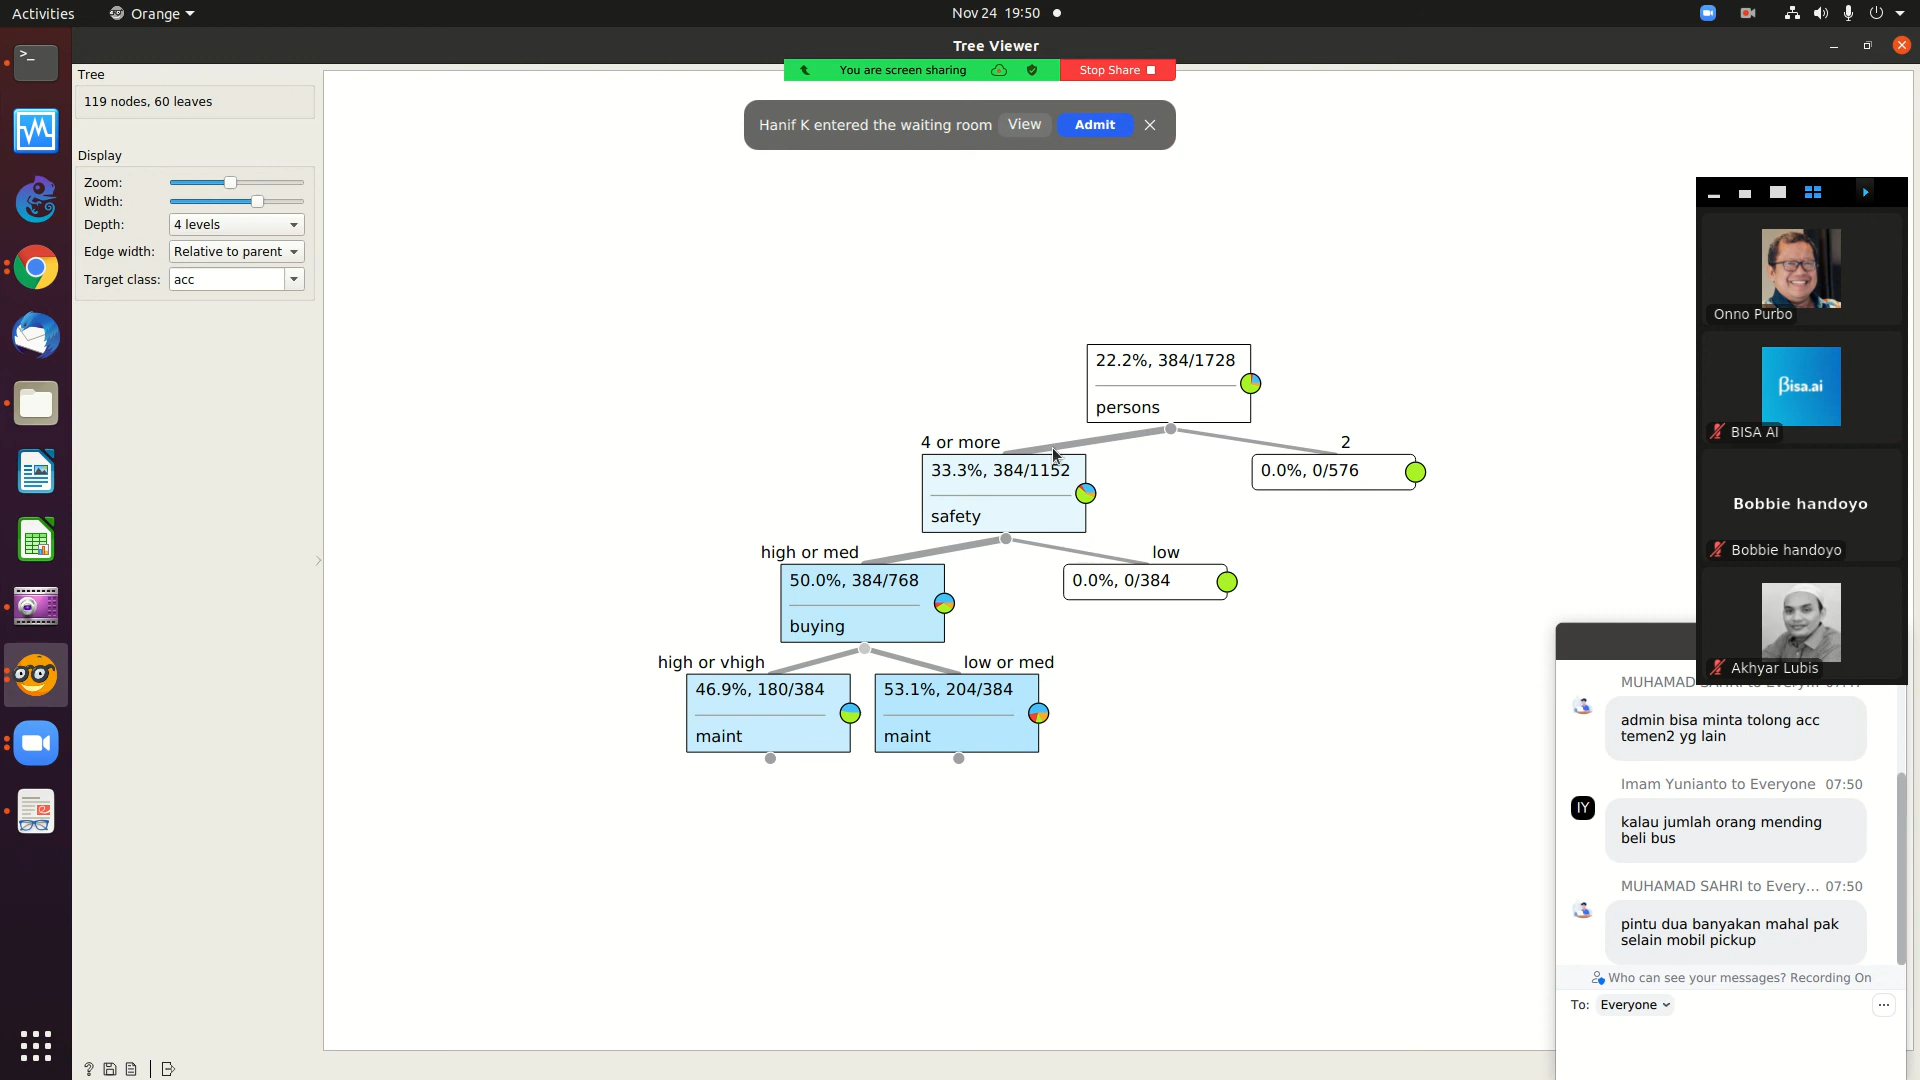 Activities
Orange
Nov 24 19:50
Tree Viewer
You are screen sharing
Stop Share
Hanif K entered the waiting room View Admit
Tree
119 nodes, 60 leaves
Display
Zoom:
Width:
Depth: 4 levels
Edge width: Relative to parent
Target class: acc
22.2%, 384/1728
persons
4 or more
2
33.3%, 384/1152
safety
0.0%, 0/576
high or med
low
50.0%, 384/768
buying
0.0%, 0/384
high or vhigh
low or med
46.9%, 180/384
maint
53.1%, 204/384
maint
Onno Purbo
βisa.ai
BISA AI
Bobbie handoyo
Bobbie handoyo
Akhyar Lubis
admin bisa minta tolong acc
temen2 yg lain
Imam Yunianto to Everyone 07:50
IY
kalau jumlah orang mending
beli bus
MUHAMAD SAHRI to Every... 07:50
pintu dua banyakan mahal pak
selain mobil pickup
Who can see your messages? Recording On
To: Everyone